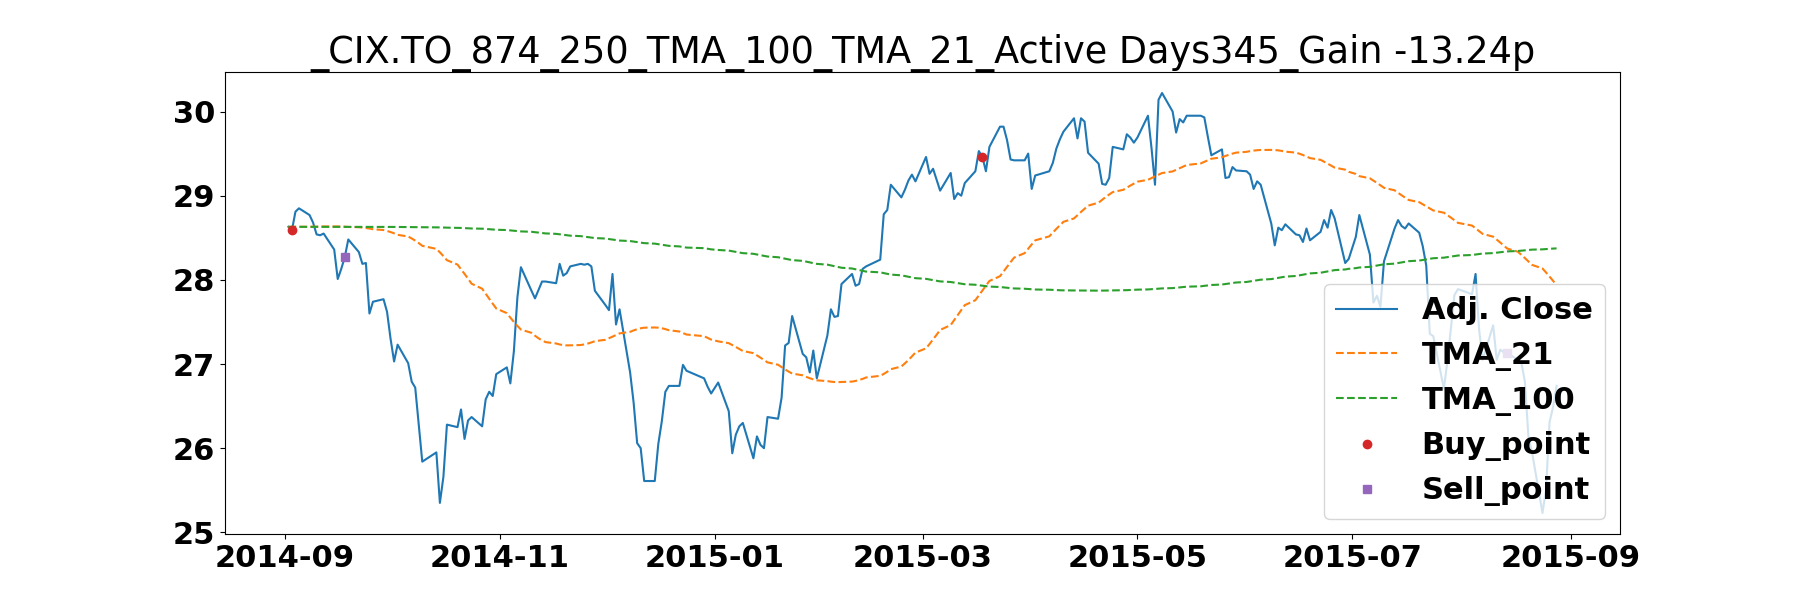 _CIX.TO_874_250_TMA_100_TMA_21_Active Days345_Gain -13.24p
30
29
28
27
26
25
2014-09 2014-11 2015-01 2015-03 2015-05 2015-07 2015-09
Adj. Close
TMA_21
TMA_100
Buy_point
Sell_point